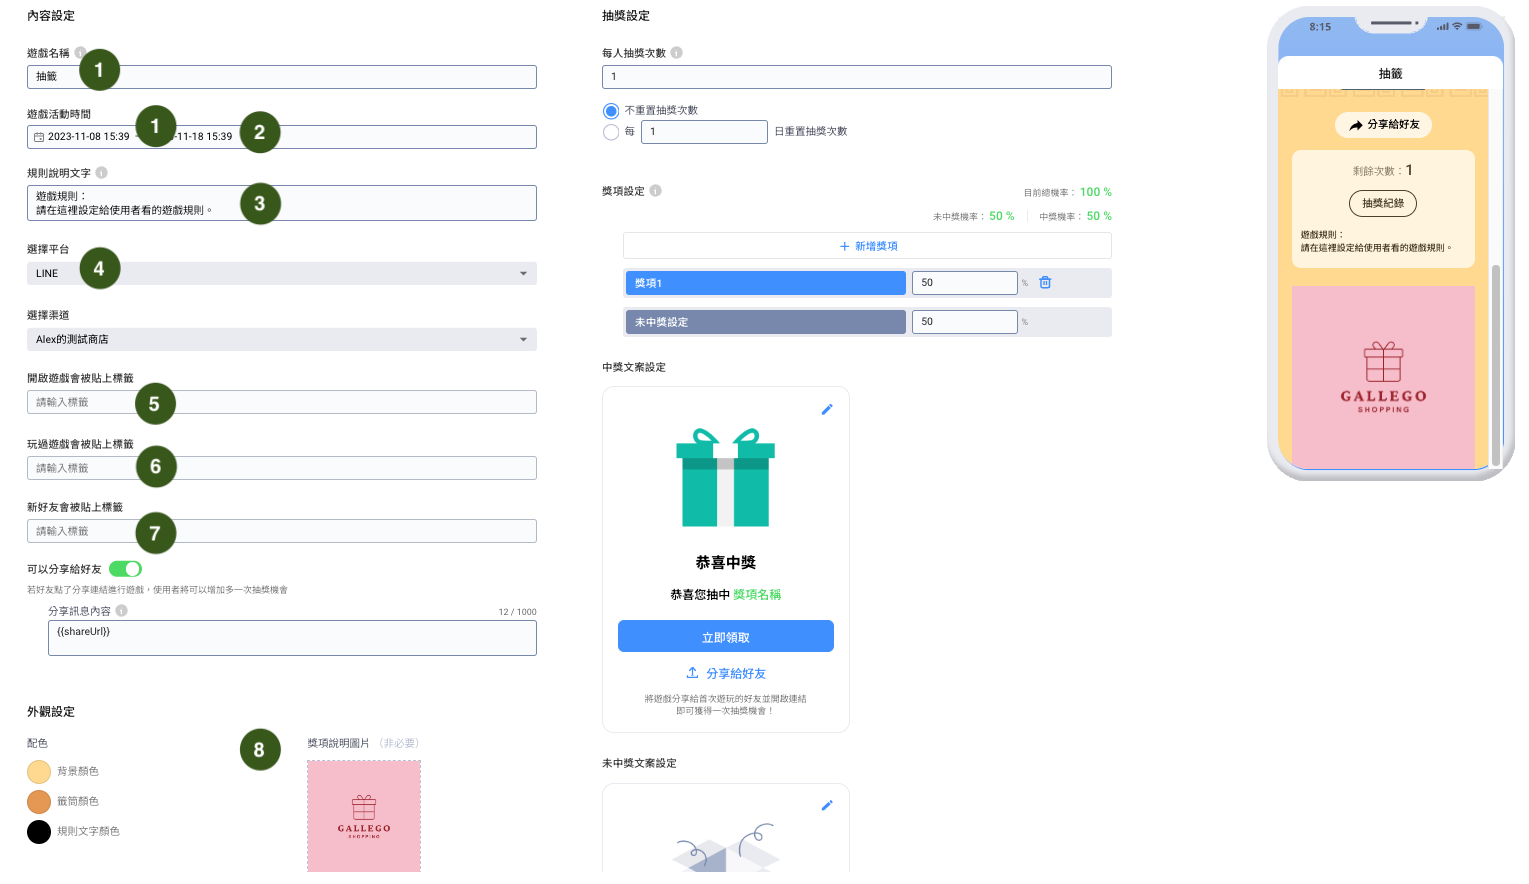 內容設定
遊戲名稱
1
抽籤
遊戲活動時間
1
2
2023-11-08 15:39 -
-11-18 15:39
規則說明文字
遊戲規則：
請在這裡設定給使用者看的遊戲規則。
3
選擇平台
4
LINE
選擇渠道
Alex的測試商店
開啟遊戲會被貼上標籤
請輸入標籤
5
玩過遊戲會被貼上標籤
請輸入標籤
6
新好友會被貼上標籤
請輸入標籤
7
可以分享給好友
若好友點了分享連結進行遊戲，使用者將可以增加多一次抽獎機會
分享訊息內容
12 / 1000
{{shareUrl}}
外觀設定
配色
8
獎項說明圖片 （非必要）
背景顏色
籤筒顏色
規則文字顏色
GALLEGO
SHOPPING
抽獎設定
每人抽獎次數
1
不重置抽獎次數
每 1 日重置抽獎次數
獎項設定
目前總機率： 100 %
未中獎機率： 50 %
中獎機率： 50 %
+ 新增獎項
獎項1 50 %
未中獎設定 50 %
中獎文案設定
恭喜中獎
恭喜您抽中 獎項名稱
立即領取
分享給好友
將遊戲分享給首次遊玩的好友並開啟連結
即可獲得一次抽獎機會！
未中獎文案設定
8:15
抽籤
分享給好友
剩餘次數：1
抽獎紀錄
遊戲規則：
請在這裡設定給使用者看的遊戲規則。
GALLEGO
SHOPPING